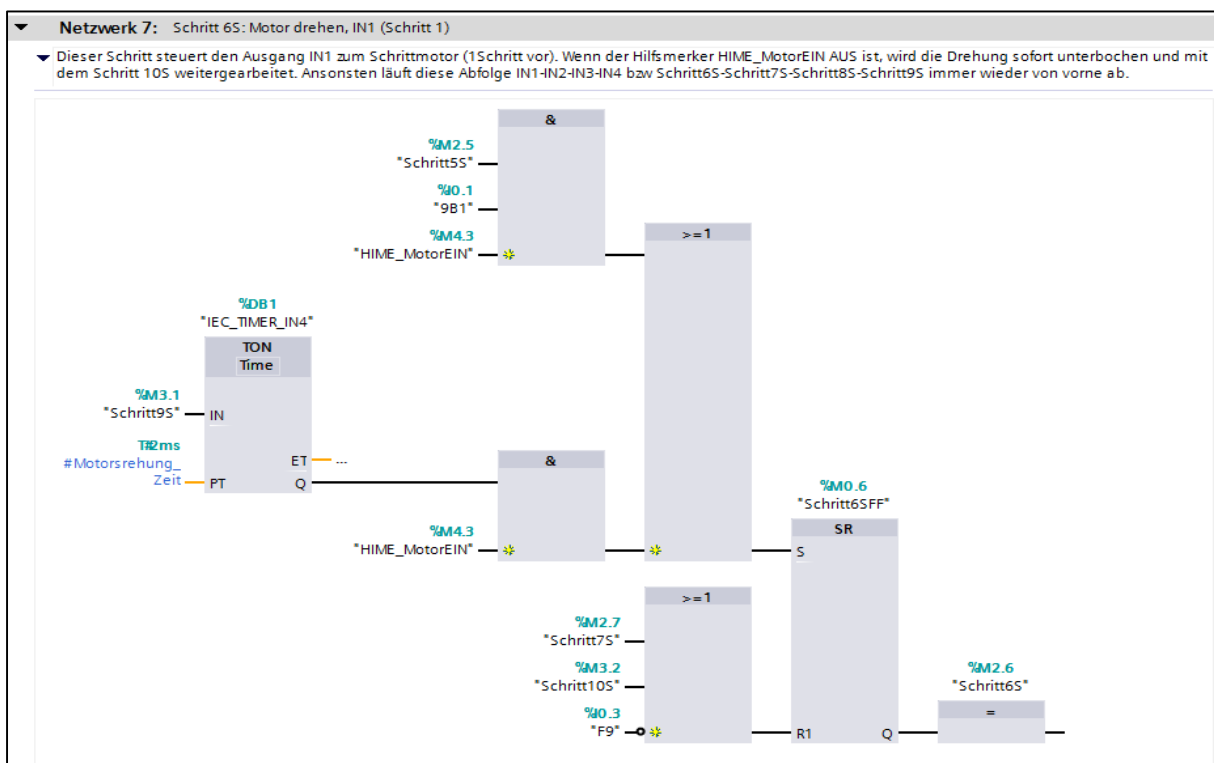 Netzwerk 7: Schritt 6S: Motor drehen, IN1 (Schritt 1)
Dieser Schritt steuert den Ausgang IN1 zum Schrittmotor (1Schritt vor). Wenn der Hilfsmerker HIME_MotorEIN AUS ist, wird die Drehung sofort unterbochen und mit
dem Schritt 10S weitergearbeitet. Ansonsten läuft diese Abfolge IN1-IN2-IN3-IN4 bzw Schritt6S-Schritt7S-Schritt8S-Schritt9S immer wieder von vorne ab.
&
%M2.5
"Schritt5S"
%I0.1
"9B1"
%M4.3
"HIME_MotorEIN"
>=1
%DB1
"IEC_TIMER_IN4"
TON
Time
%M3.1
"Schritt9S" IN
T#2ms
#Motorsrehung_
Zeit PT
ET ...
Q
&
%M4.3
"HIME_MotorEIN"
%M0.6
"Schritt6SFF"
SR
S
>=1
%M2.7
"Schritt7S"
%M3.2
"Schritt10S"
%I0.3
"F9"
R1 Q
%M2.6
"Schritt6S"
=